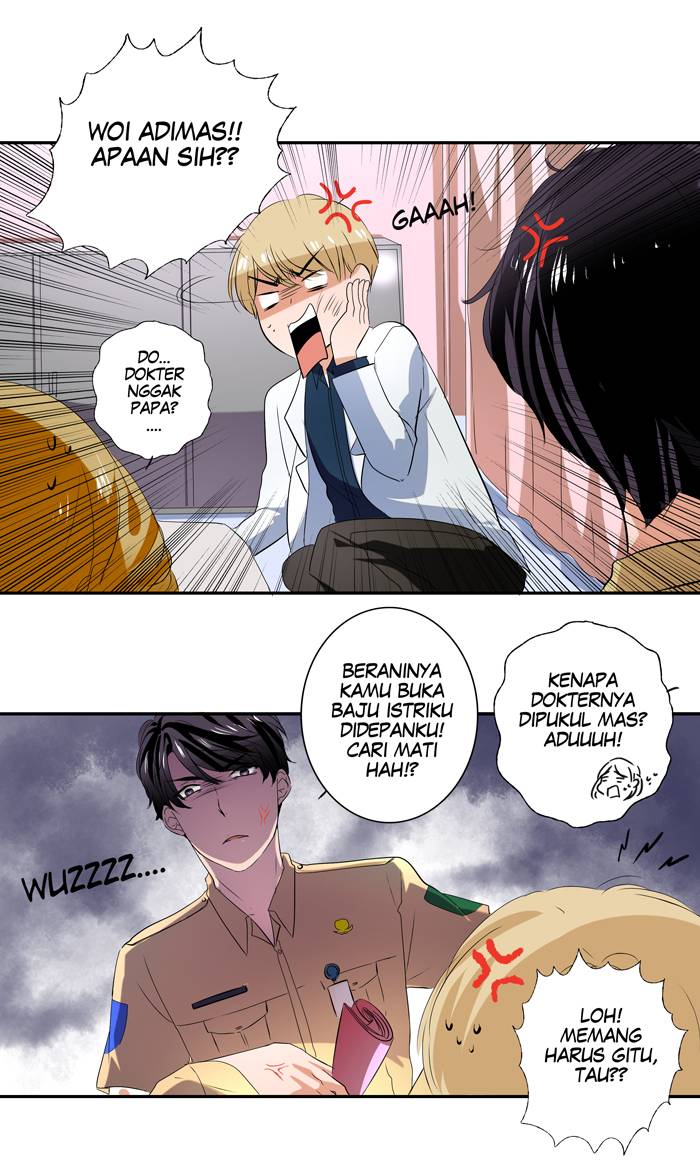 WOI ADIMAS!!
APAAN SIH??
GAAAH!
DO...
DOKTER
NGGAK
PAPA?
....
BERANINYA
KAMU BUKA
BAJU ISTRIKU
DIDEPANKU!
CARI MATI
HAH!?
KENAPA
DOKTERNYA
DIPUKUL MAS?
ADUUUH!
WUZZZZ....
LOH!
MEMANG
HARUS GITU,
TAU??